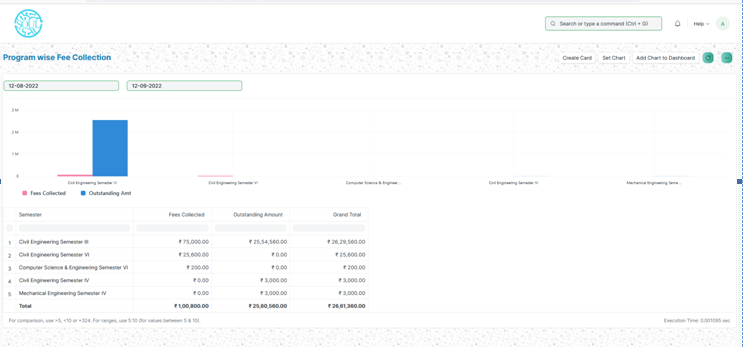 Search or type a command (Ctrl + G)
Help
A
Program wise Fee Collection
Create Card
Set Chart
Add Chart to Dashboard
12-08-2022
12-09-2022
3 M
2 M
1 M
0
Civil Engineering Semester III
Civil Engineering Semester VI
Computer Science & Engineer ...
Civil Engineering Semester IV
Mechanical Engineering Seme ...
Fees Collected
Outstanding Amt
Semester Fees Collected Outstanding Amount Grand Total
1 Civil Engineering Semester III ₹ 75,000.00 ₹ 25,54,560.00 ₹ 26,29,560.00
2 Civil Engineering Semester VI ₹ 25,600.00 ₹ 0.00 ₹ 25,600.00
3 Computer Science & Engineering Semester VI ₹ 200.00 ₹ 0.00 ₹ 200.00
4 Civil Engineering Semester IV ₹ 0.00 ₹ 3,000.00 ₹ 3,000.00
5 Mechanical Engineering Semester IV ₹ 0.00 ₹ 3,000.00 ₹ 3,000.00
Total ₹ 1,00,800.00 ₹ 25,60,560.00 ₹ 26,61,360.00
For comparison, use >5, <10 or =324. For ranges, use 5:10 (for values between 5 & 10).
Execution Time: 0.001095 sec